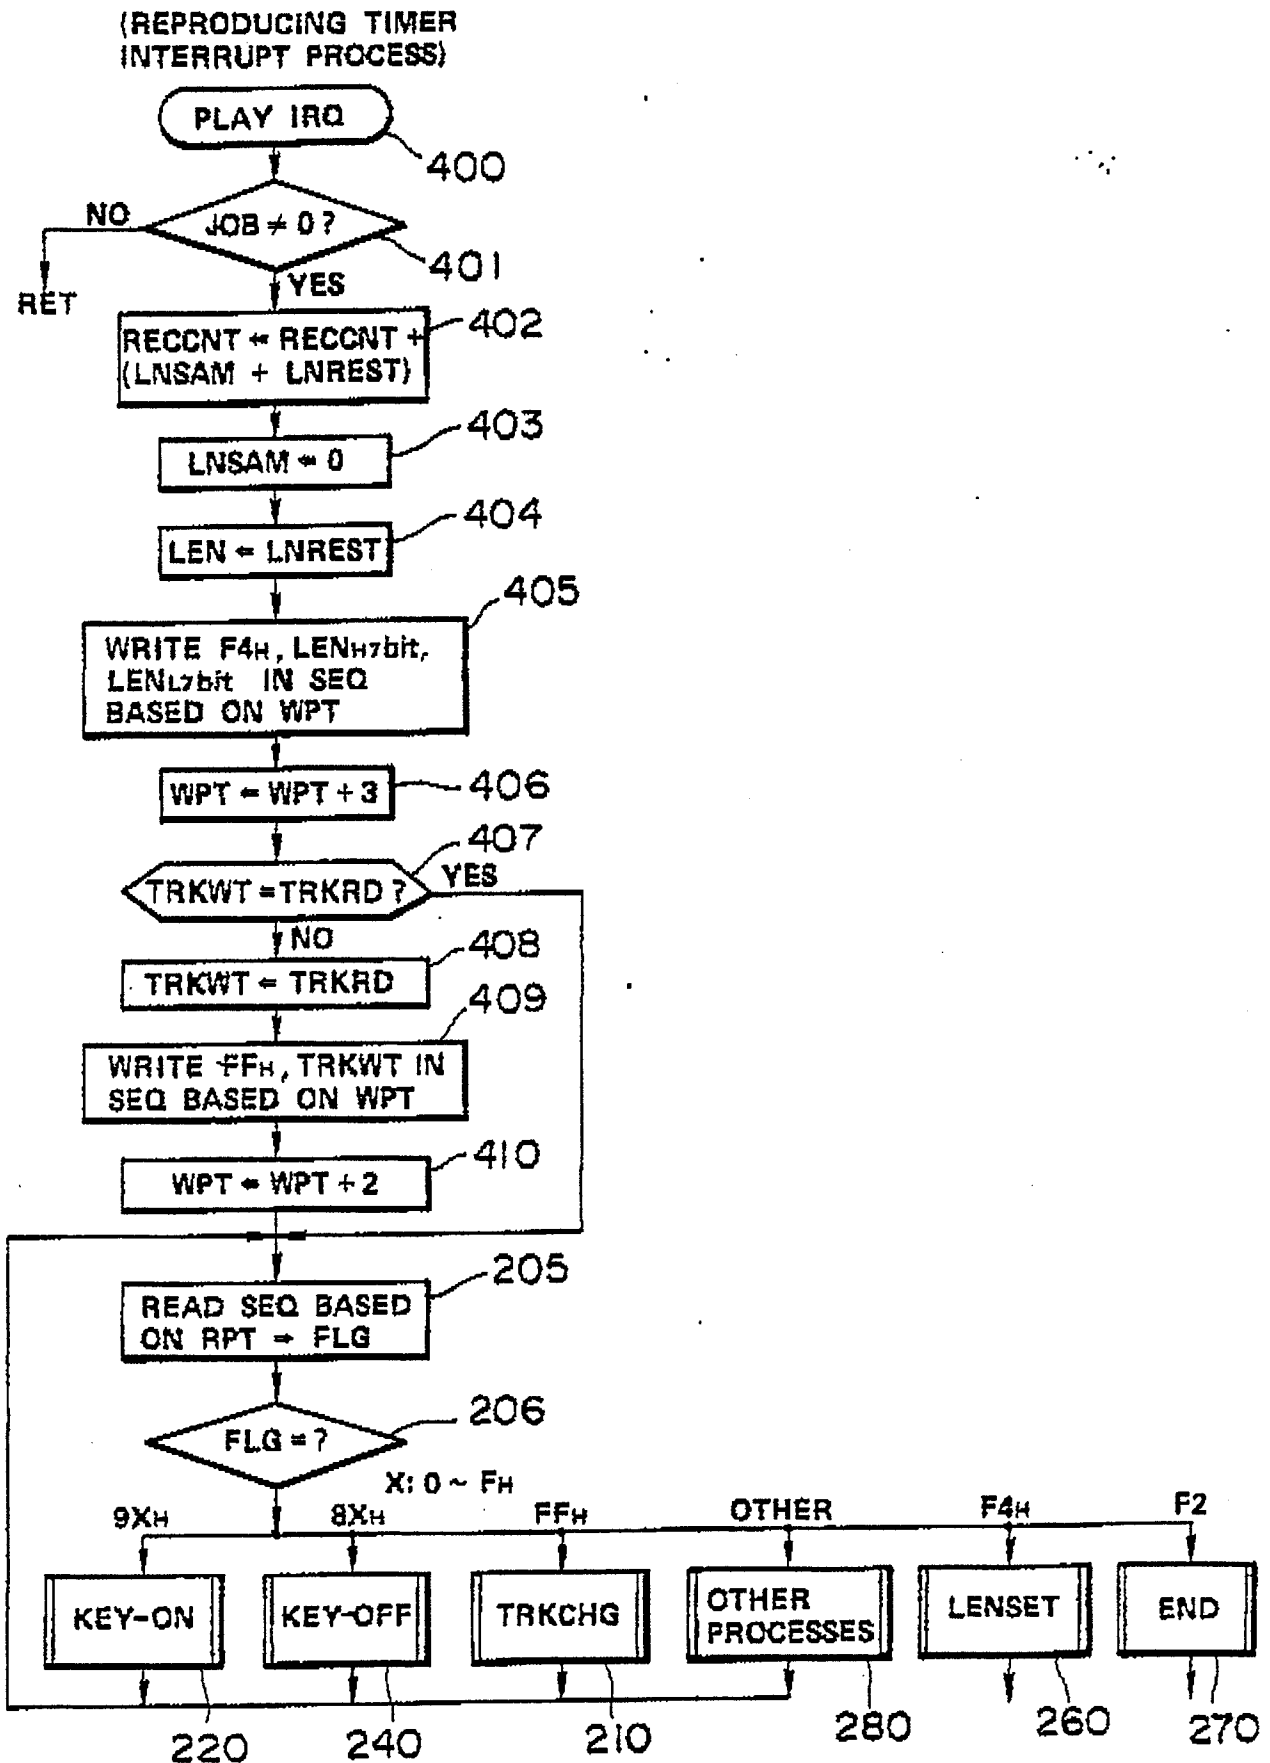 (REPRODUCING TIMER
INTERRUPT PROCESS)
PLAY IRQ
400
JOB ≠ 0 ?
NO
401
RET
YES
402
RECCNT ⇐ RECCNT +
(LNSAM + LNREST)
403
LNSAM ⇐ 0
404
LEN ⇐ LNREST
405
WRITE F4H, LENH7bit,
LENL7bit IN SEQ
BASED ON WPT
406
WPT ⇐ WPT + 3
407
TRKWT = TRKRD ?
YES
NO
408
TRKWT ⇐ TRKRD
409
WRITE FFH, TRKWT IN
SEQ BASED ON WPT
410
WPT ⇐ WPT + 2
205
READ SEQ BASED
ON RPT ⇒ FLG
206
FLG = ?
X: 0 ~ FH
9XH 8XH FFH OTHER F4H F2
KEY-ON KEY-OFF TRKCHG OTHER
PROCESSES LENSET END
220 240 210 280 260 270